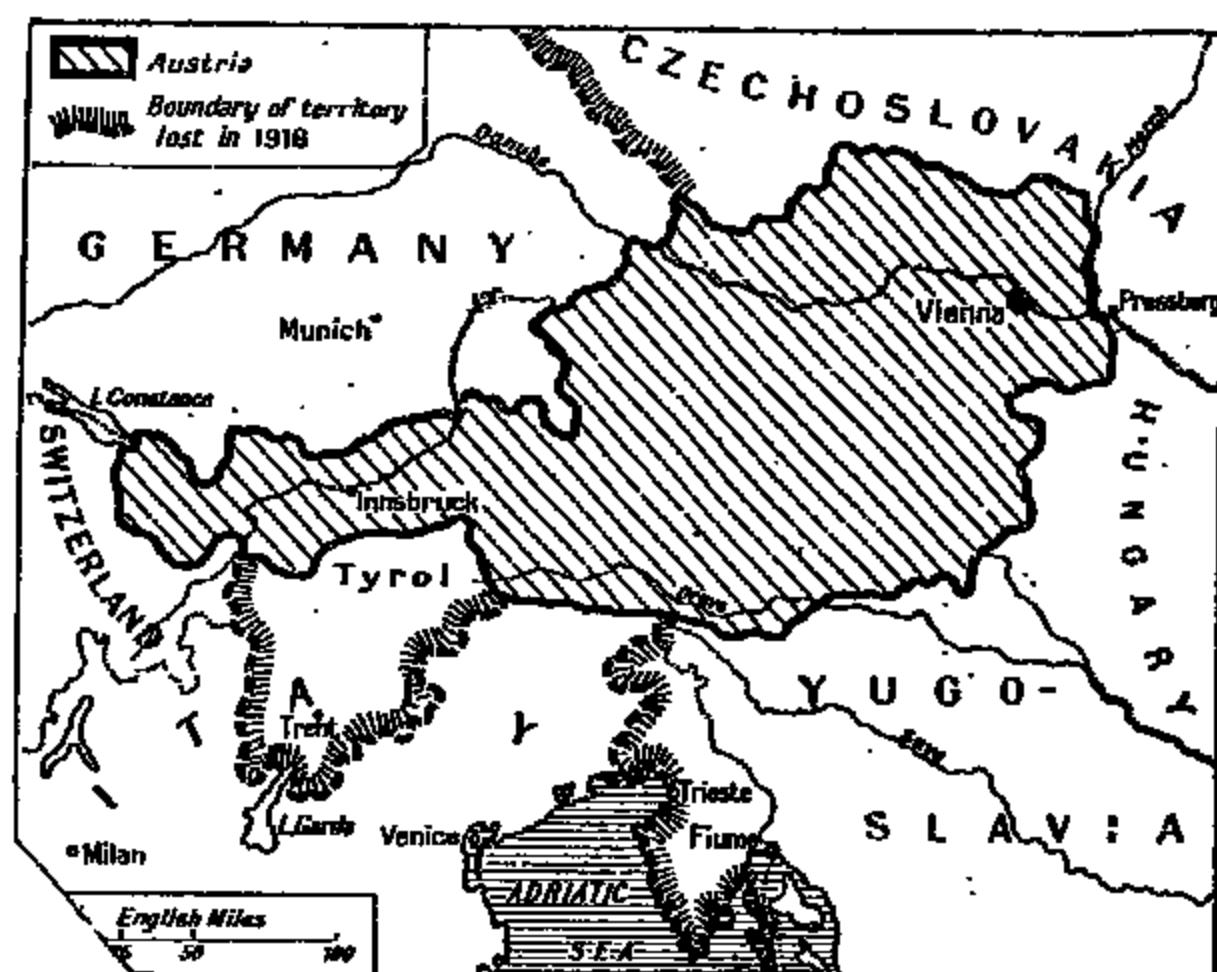 Austria
Boundary of territory
lost in 1918
CZECHOSLOVAKIA
Danube
GERMANY
Munich
Vienna
Pressberg
L. Constance
SWITZERLAND
Innsbruck
HUNGARY
Tyrol
Drave
ITALY
Trent
YUGO-
SLAVIA
Save
Trieste
L. Garda
Venice
Fiume
Milan
ADRIATIC
SEA
English Miles
50
100